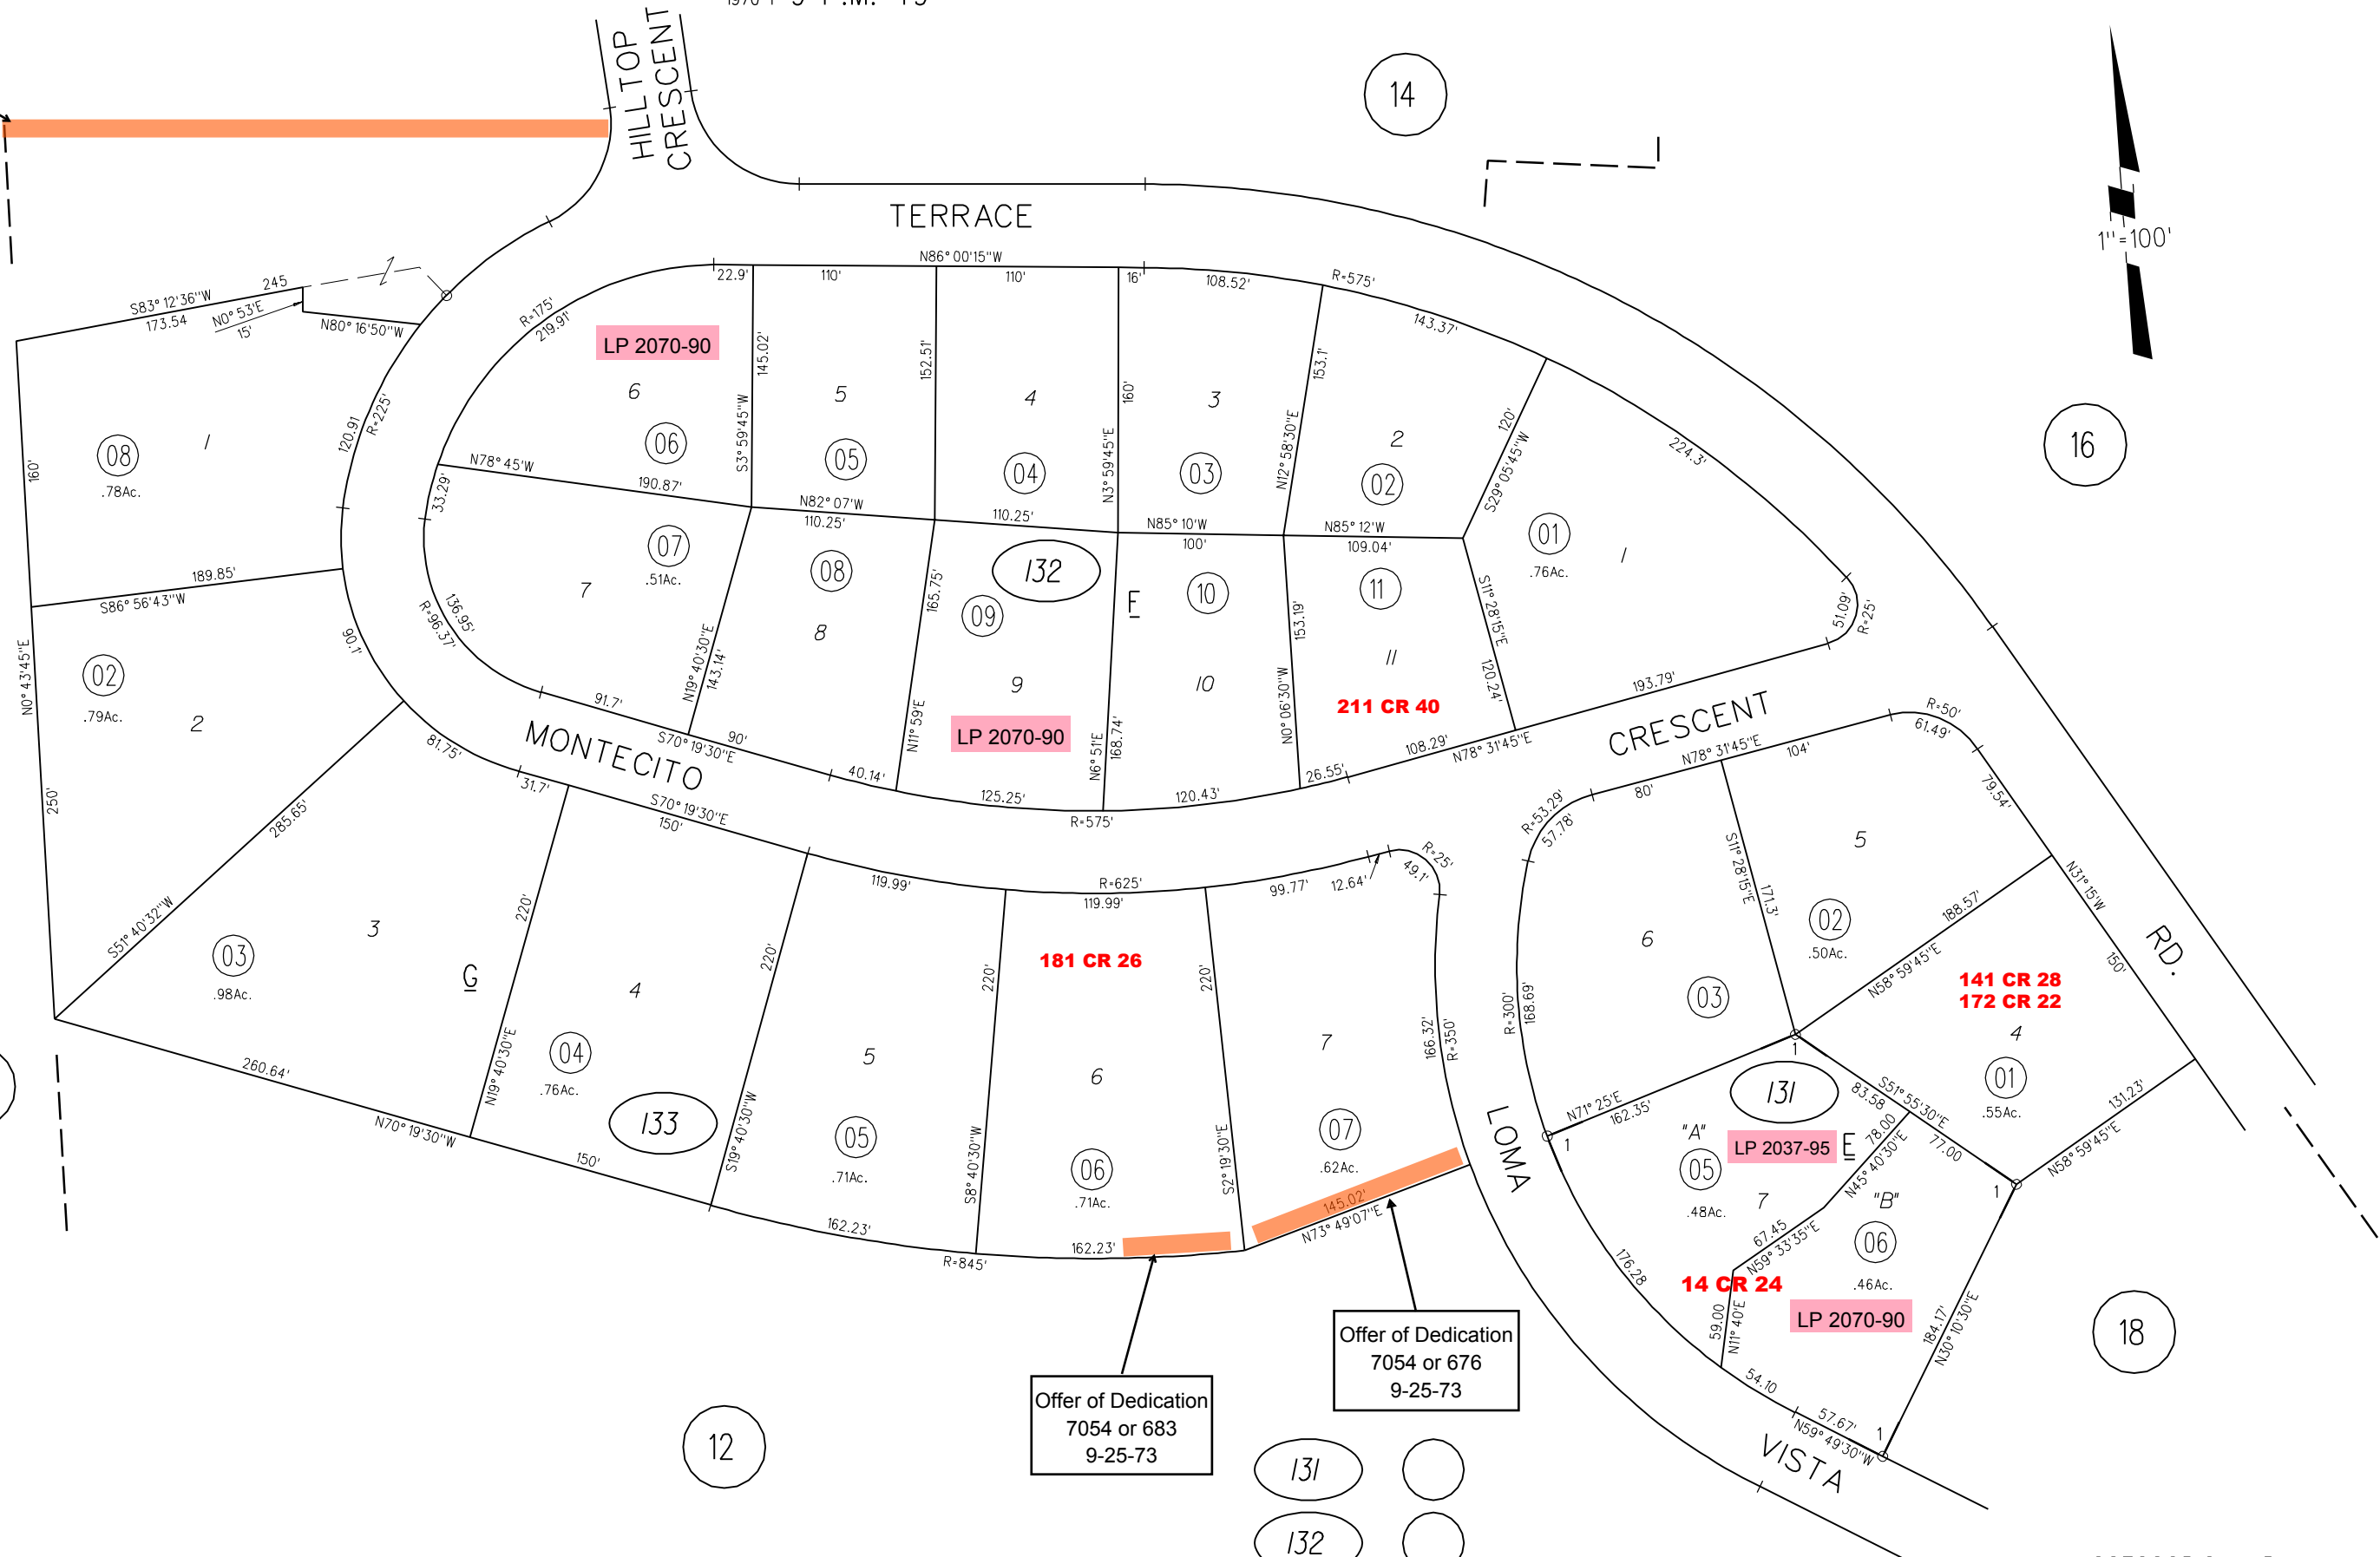 HILLTOP
CRESCENT
14
TERRACE
1"=100'
16
N86°00'15"W
22.9'
110'
110'
16'
108.52'
R=575'
143.37'
224.3'
R=175'
219.91'
LP 2070-90
6
06
145.02'
S3°59'45"W
5
05
152.51'
4
04
160'
N3°59'45"E
3
03
153.1'
N12°58'30"E
2
02
120'
S29°05'45"W
01
.76Ac.
1
245
S83°12'36"W
173.54
N0°53'E
15'
N80°16'50"W
1
120.91
R=225'
160'
08
.78Ac.
1
189.85'
S86°56'43"W
N0°43'45"E
02
.79Ac.
2
250'
90.1'
81.75'
285.65'
S51°40'32"W
N78°45'W
190.87'
33.29'
N82°07'W
110.25'
110.25'
N85°10'W
100'
N85°12'W
109.04'
07
.51Ac.
7
136.95'
R=96.37'
N19°40'30"E
143.14'
08
8
165.75'
N11°59'E
132
09
9
LP 2070-90
F
N6°51'E
168.74'
10
10
153.19'
N0°06'30"W
11
11
211 CR 40
S11°28'15"E
120.24'
51.09'
R=25'
193.79'
91.7'
90'
S70°19'30"E
40.14'
125.25'
R=575'
120.43'
26.55'
108.29'
N78°31'45"E
MONTECITO
CRESCENT
31.7'
S70°19'30"E
150'
119.99'
R=625'
119.99'
99.77'
12.64'
R=25'
49.1'
3
03
.98Ac.
G
220'
N19°40'30"E
260.64'
N70°19'30"W
4
04
.76Ac.
133
220'
S19°40'30"W
150'
5
05
.71Ac.
220'
S8°40'30"W
162.23'
R=845'
181 CR 26
6
06
.71Ac.
220'
S2°19'30"E
162.23'
7
07
.62Ac.
166.32'
R=350'
145.02'
N73°49'07"E
R=50'
61.49'
N78°31'45"E
104'
80'
R=53.29'
57.78'
79.54'
5
02
.50Ac.
S11°28'15"E
171.3'
6
03
R=300'
168.69'
188.57'
N58°59'45"E
N31°15'W
150'
RD.
141 CR 28
172 CR 22
4
01
.55Ac.
131.23'
N58°59'45"E
1
131
N71°25'E
162.35'
1
83.58
S51°55'30"E
77.00
1
"A"
05
.48Ac.
LP 2037-95
E
7
78.00
N45°40'30"E
"B"
06
.46Ac.
LP 2070-90
67.45
N59°33'35"E
14 CR 24
59.00
N11°40'E
176.28
54.10
57.67'
N59°49'30"W
1
184.17'
N30°10'30"E
LOMA
VISTA
18
12
Offer of Dedication
7054 or 683
9-25-73
Offer of Dedication
7054 or 676
9-25-73
131
132